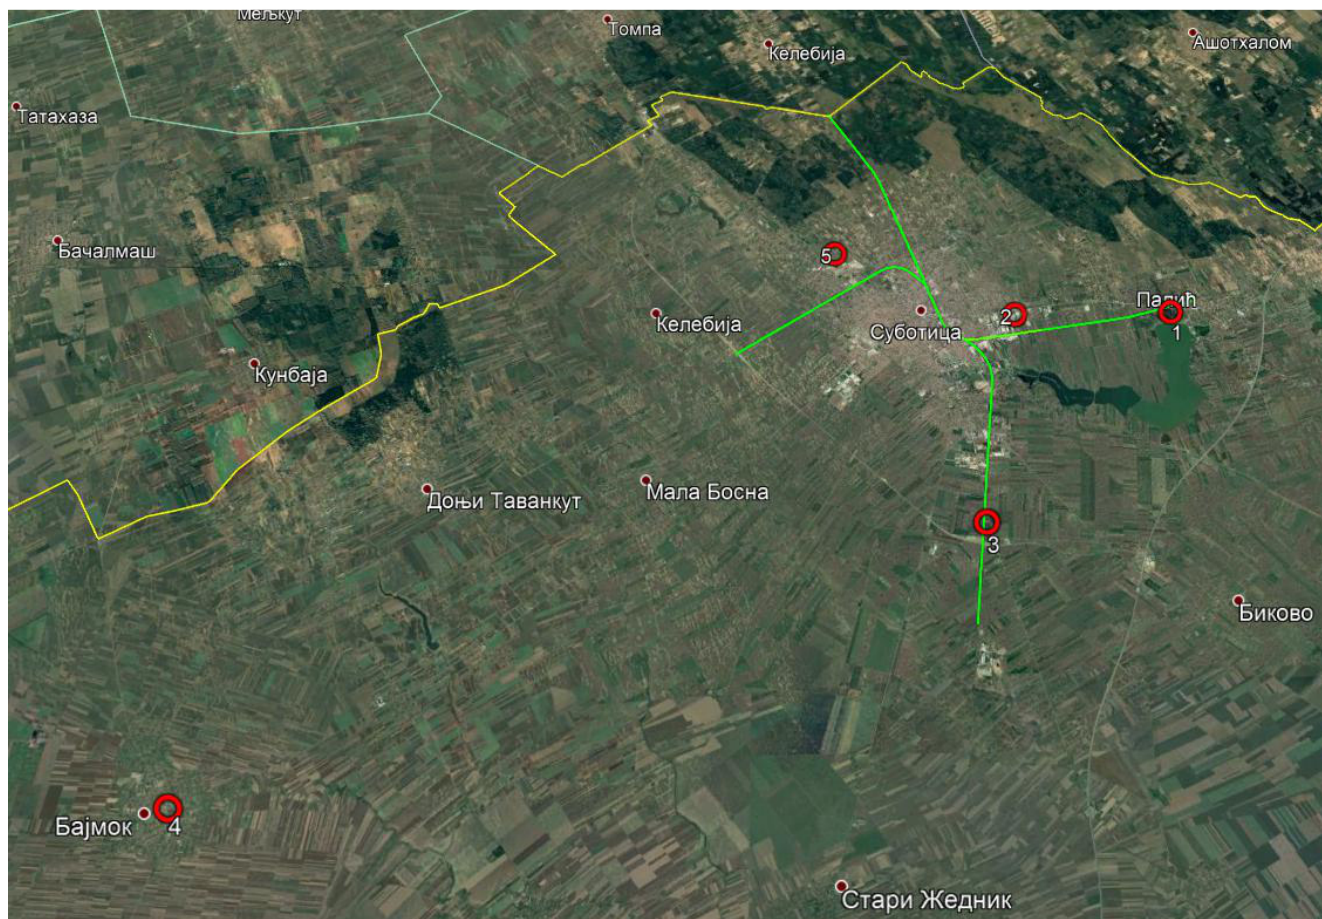 Мељкут
Томпа
Келебија
Ашотхалом
Татахаза
Бачалмаш
5
Палић
Келебија
2
Суботица
1
Кунбаја
Доњи Таванкут
Мала Босна
3
Биково
Бајмок
4
Стари Жедник